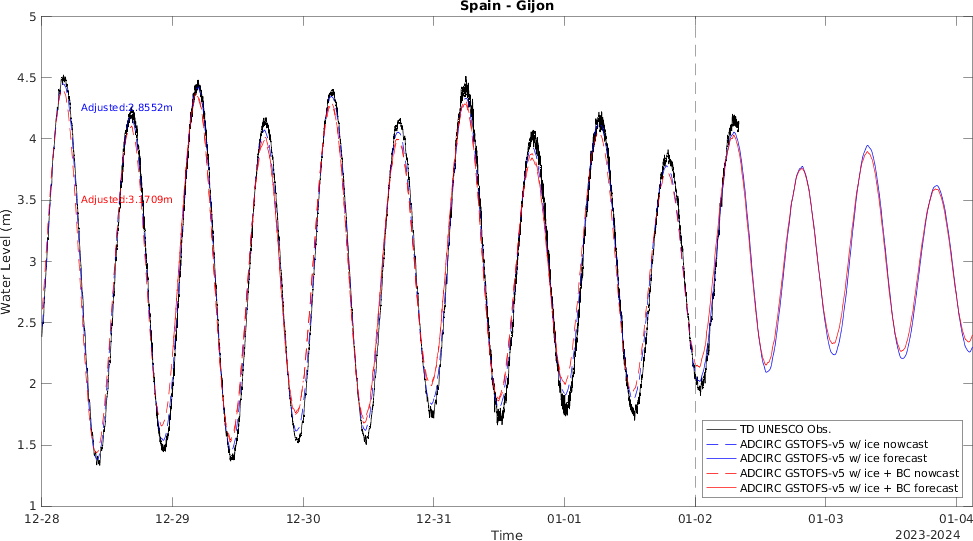 Spain - Gijon
5
4.5
4
3.5
3
2.5
2
1.5
1
Water Level (m)
Adjusted:2.8552m
Adjusted:3.1709m
TD UNESCO Obs.
ADCIRC GSTOFS-v5 w/ ice nowcast
ADCIRC GSTOFS-v5 w/ ice forecast
ADCIRC GSTOFS-v5 w/ ice + BC nowcast
ADCIRC GSTOFS-v5 w/ ice + BC forecast
12-28 12-29 12-30 12-31 01-01 01-02 01-03 01-04
Time
2023-2024